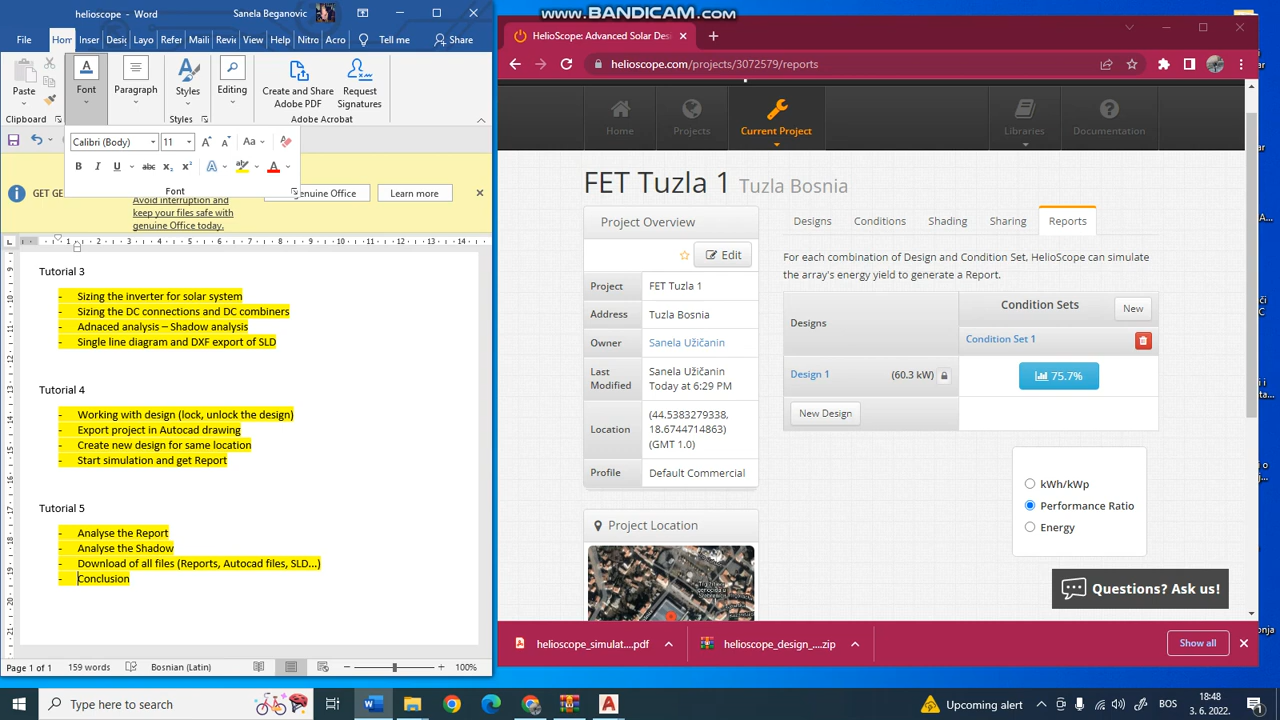 helioscope - Word
Sanela Beganovic
www.BANDICAM.com
File
Hom
Inser
Desi
Layo
Refer
Maili
Revi
View
Help
Nitro
Acro
Tell me
Share
Paste
Font
Paragraph
Styles
Editing
Create and Share
Adobe PDF
Request
Signatures
Clipboard
Styles
Adobe Acrobat
Calibri (Body)
11
Aa
B
I
U
abc
Font
GET GE
Avoid interruption and
keep your files safe with
genuine Office today.
enuine Office
Learn more
Tutorial 3
- Sizing the inverter for solar system
- Sizing the DC connections and DC combiners
- Adnaced analysis – Shadow analysis
- Single line diagram and DXF export of SLD
Tutorial 4
- Working with design (lock, unlock the design)
- Export project in Autocad drawing
- Create new design for same location
- Start simulation and get Report
Tutorial 5
- Analyse the Report
- Analyse the Shadow
- Download of all files (Reports, Autocad files, SLD...)
- Conclusion
Page 1 of 1
159 words
Bosnian (Latin)
100%
HelioScope: Advanced Solar Des
helioscope.com/projects/3072579/reports
Home
Projects
Current Project
Libraries
Documentation
FET Tuzla 1 Tuzla Bosnia
Project Overview
Edit
Project FET Tuzla 1
Address Tuzla Bosnia
Owner Sanela Užičanin
Last Modified Sanela Užičanin
Today at 6:29 PM
Location (44.5383279338,
18.6744714863)
(GMT 1.0)
Profile Default Commercial
Project Location
Designs
Conditions
Shading
Sharing
Reports
For each combination of Design and Condition Set, HelioScope can simulate
the array's energy yield to generate a Report.
Designs
Condition Sets
New
Condition Set 1
Design 1 (60.3 kW)
75.7%
New Design
kWh/kWp
Performance Ratio
Energy
Questions? Ask us!
helioscope_simulat....pdf
helioscope_design_....zip
Show all
Type here to search
Upcoming alert
BOS
18:48
3. 6. 2022.